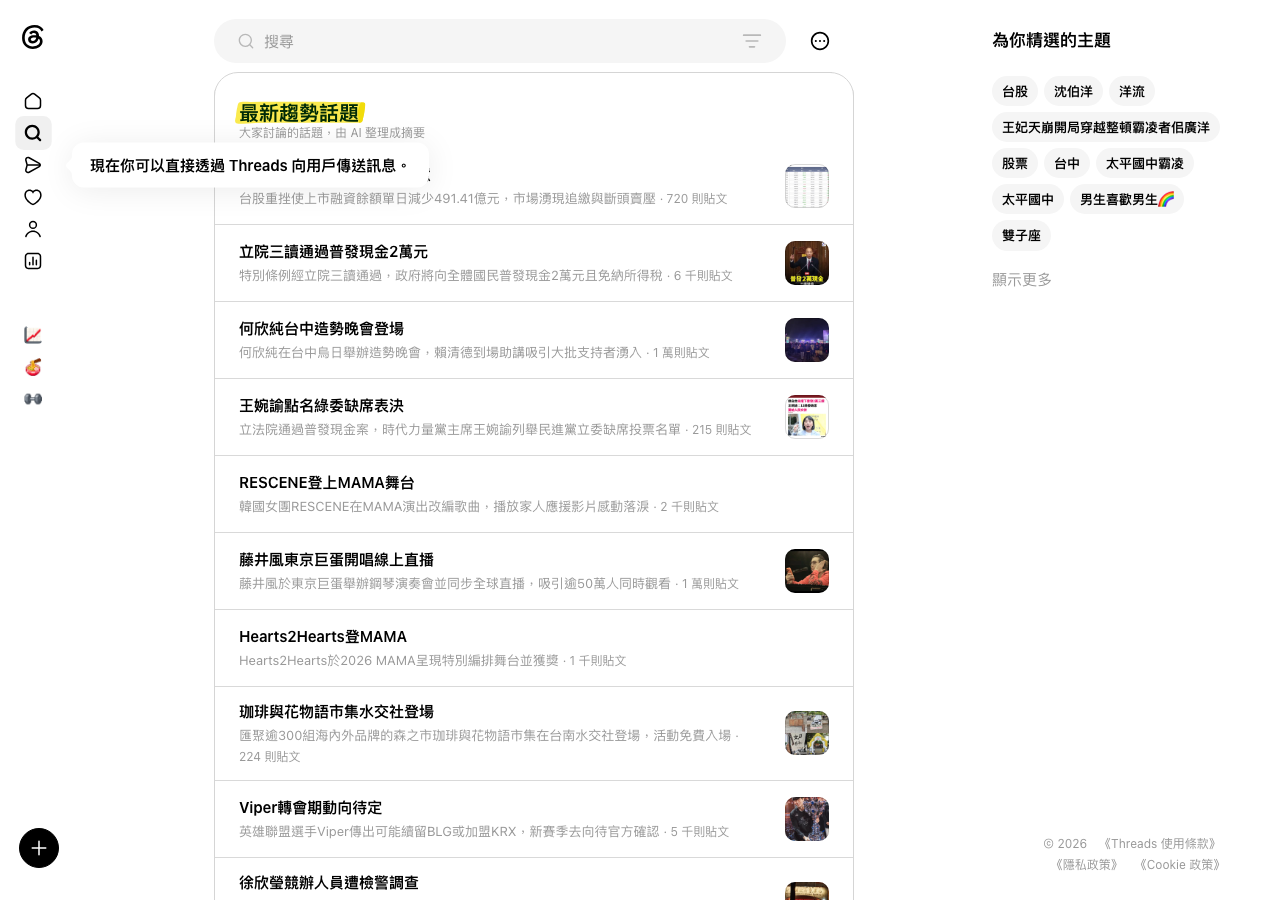 搜尋
最新趨勢話題
大家討論的話題，由 AI 整理成摘要
現在你可以直接透過 Threads 向用戶傳送訊息。
台股重挫使上市融資餘額單日減少491.41億元，市場湧現追繳與斷頭賣壓 · 720 則貼文
立院三讀通過普發現金2萬元
特別條例經立院三讀通過，政府將向全體國民普發現金2萬元且免納所得稅 · 6 千則貼文
何欣純台中造勢晚會登場
何欣純在台中烏日舉辦造勢晚會，賴清德到場助講吸引大批支持者湧入 · 1 萬則貼文
王婉諭點名綠委缺席表決
立法院通過普發現金案，時代力量黨主席王婉諭列舉民進黨立委缺席投票名單 · 215 則貼文
RESCENE登上MAMA舞台
韓國女團RESCENE在MAMA演出改編歌曲，播放家人應援影片感動落淚 · 2 千則貼文
藤井風東京巨蛋開唱線上直播
藤井風於東京巨蛋舉辦鋼琴演奏會並同步全球直播，吸引逾50萬人同時觀看 · 1 萬則貼文
Hearts2Hearts登MAMA
Hearts2Hearts於2026 MAMA呈現特別編排舞台並獲獎 · 1 千則貼文
珈琲與花物語市集水交社登場
匯聚逾300組海內外品牌的森之市珈琲與花物語市集在台南水交社登場，活動免費入場 ·
224 則貼文
Viper轉會期動向待定
英雄聯盟選手Viper傳出可能續留BLG或加盟KRX，新賽季去向待官方確認 · 5 千則貼文
徐欣瑩競辦人員遭檢警調查
為你精選的主題
台股 沈伯洋 洋流
王妃天崩開局穿越整頓霸凌者佀廣洋
股票 台中 太平國中霸凌
太平國中 男生喜歡男生🌈
雙子座
顯示更多
© 2026 《Threads 使用條款》
《隱私政策》 《Cookie 政策》